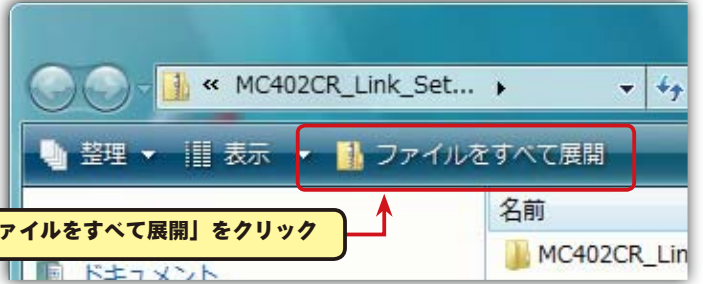 « MC402CR_Link_Set...
整理 表示 ファイルをすべて展開
名前
ァイルをすべて展開」をクリック
MC402CR_Lin
ドキュメント